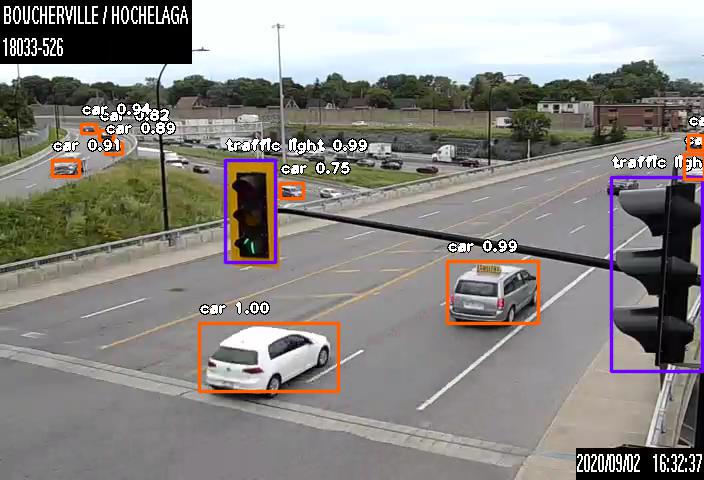 BOUCHERVILLE / HOCHELAGA
18033-526
car 0.94
car 0.82
car 0.89
car 0.91
traffic light 0.99
car 0.75
traffic ligh
ca
car 0.99
car 1.00
2020/09/02 16:32:37